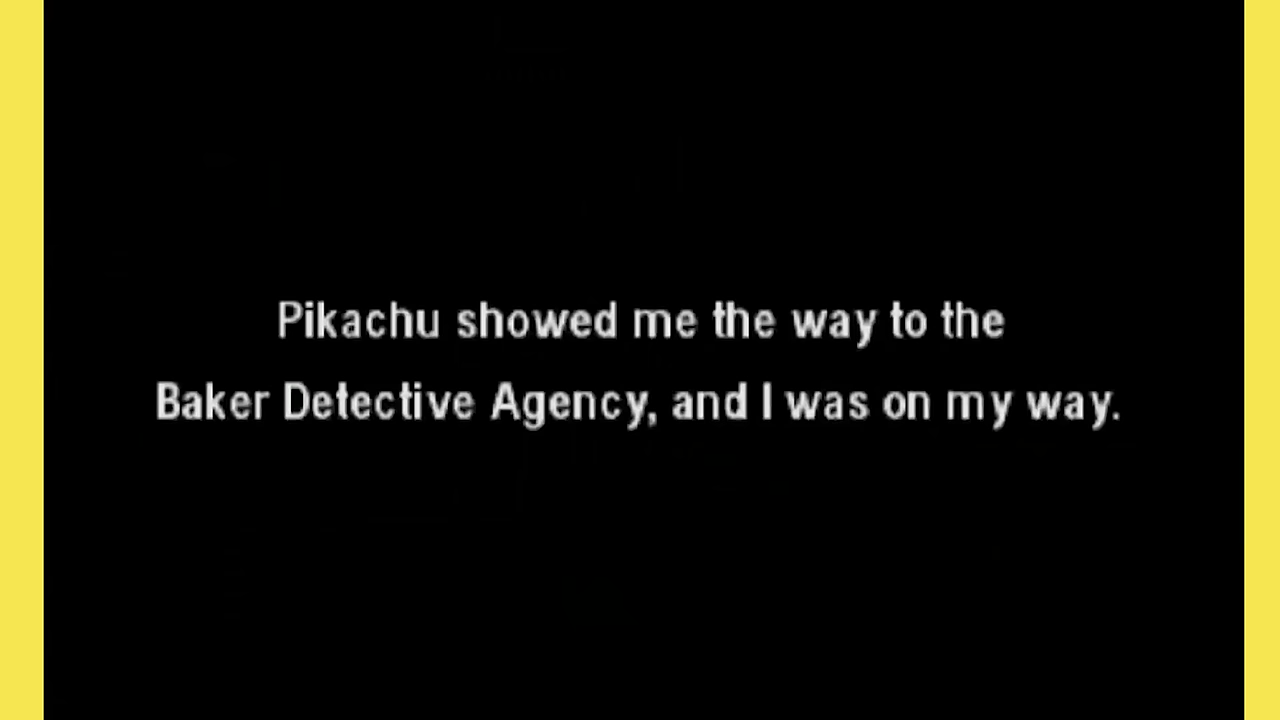 Pikachu showed me the way to the
Baker Detective Agency, and I was on my way.